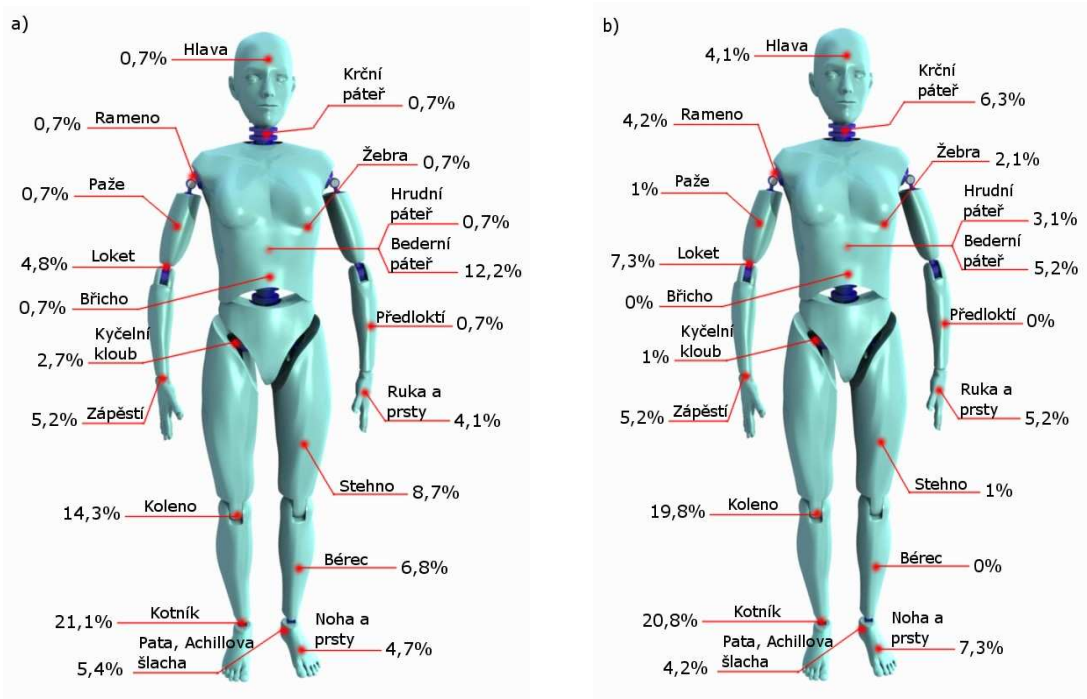 a)
0,7% Hlava
Krční
páteř 0,7%
0,7% Rameno
Žebra 0,7%
0,7% Paže
Hrudní
páteř 0,7%
Bederní
páteř 12,2%
4,8% Loket
0,7% Břicho
Předloktí 0,7%
Kyčelní
2,7% kloub
5,2% Zápěstí
Ruka a
prsty 4,1%
Stehno 8,7%
14,3% Koleno
Bérec 6,8%
21,1% Kotník
Noha a
prsty 4,7%
Pata, Achillova
5,4% šlacha
b)
4,1% Hlava
Krční
páteř 6,3%
4,2% Rameno
Žebra 2,1%
1% Paže
Hrudní
páteř 3,1%
Bederní
páteř 5,2%
7,3% Loket
0% Břicho
Předloktí 0%
Kyčelní
1% kloub
5,2% Zápěstí
Ruka a
prsty 5,2%
Stehno 1%
19,8% Koleno
Bérec 0%
20,8% Kotník
Noha a
prsty 7,3%
Pata, Achillova
4,2% šlacha